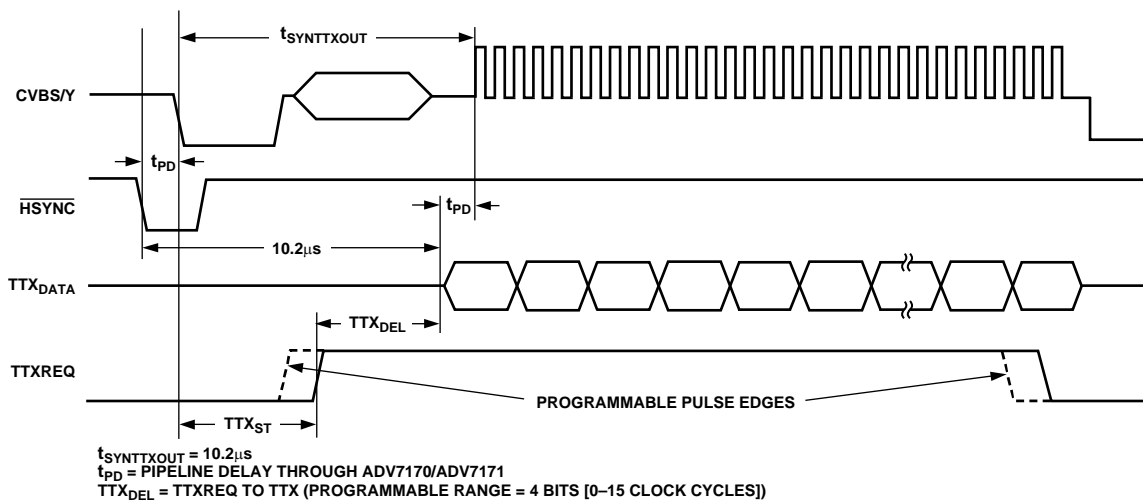 tSYNTTXOUT
CVBS/Y
tPD
HSYNC
tPD
10.2μs
TTXDATA
TTXDEL
TTXREQ
PROGRAMMABLE PULSE EDGES
TTXST
tSYNTTXOUT = 10.2μs
tPD = PIPELINE DELAY THROUGH ADV7170/ADV7171
TTXDEL = TTXREQ TO TTX (PROGRAMMABLE RANGE = 4 BITS [0–15 CLOCK CYCLES])